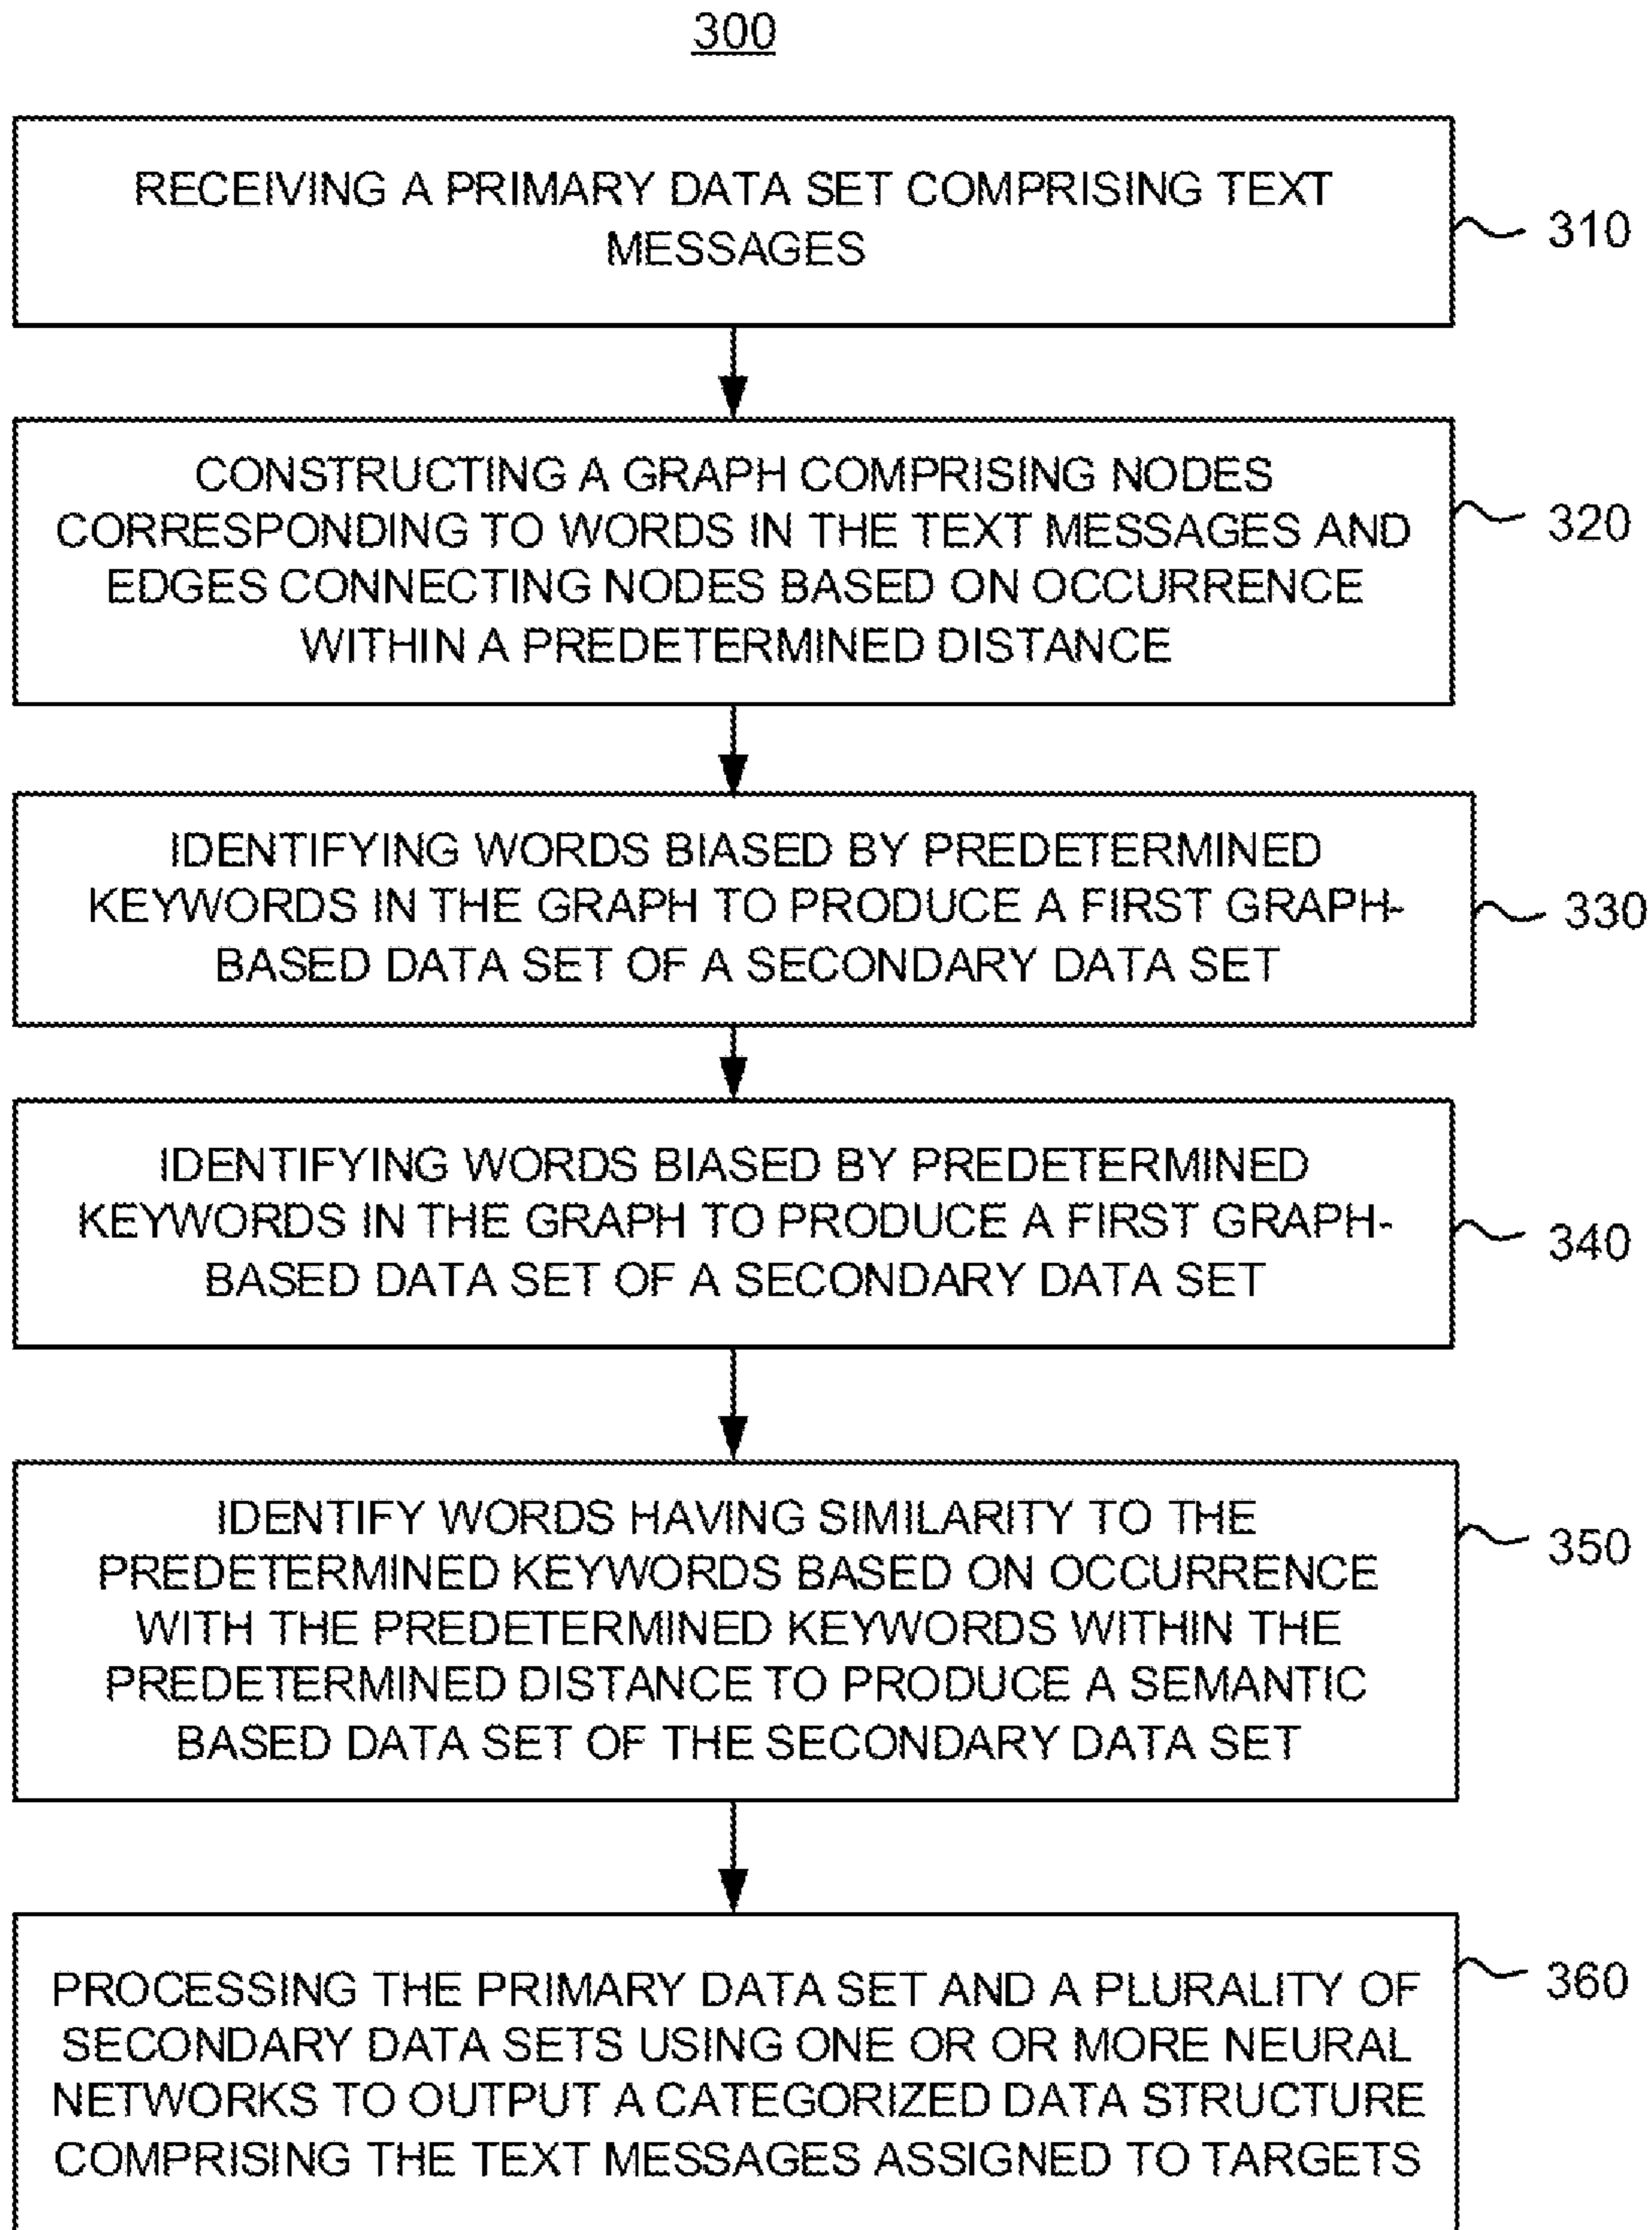 300
RECEIVING A PRIMARY DATA SET COMPRISING TEXT
MESSAGES
310
CONSTRUCTING A GRAPH COMPRISING NODES
CORRESPONDING TO WORDS IN THE TEXT MESSAGES AND
EDGES CONNECTING NODES BASED ON OCCURRENCE
WITHIN A PREDETERMINED DISTANCE
320
IDENTIFYING WORDS BIASED BY PREDETERMINED
KEYWORDS IN THE GRAPH TO PRODUCE A FIRST GRAPH-
BASED DATA SET OF A SECONDARY DATA SET
330
IDENTIFYING WORDS BIASED BY PREDETERMINED
KEYWORDS IN THE GRAPH TO PRODUCE A FIRST GRAPH-
BASED DATA SET OF A SECONDARY DATA SET
340
IDENTIFY WORDS HAVING SIMILARITY TO THE
PREDETERMINED KEYWORDS BASED ON OCCURRENCE
WITH THE PREDETERMINED KEYWORDS WITHIN THE
PREDETERMINED DISTANCE TO PRODUCE A SEMANTIC
BASED DATA SET OF THE SECONDARY DATA SET
350
PROCESSING THE PRIMARY DATA SET AND A PLURALITY OF
SECONDARY DATA SETS USING ONE OR OR MORE NEURAL
NETWORKS TO OUTPUT A CATEGORIZED DATA STRUCTURE
COMPRISING THE TEXT MESSAGES ASSIGNED TO TARGETS
360